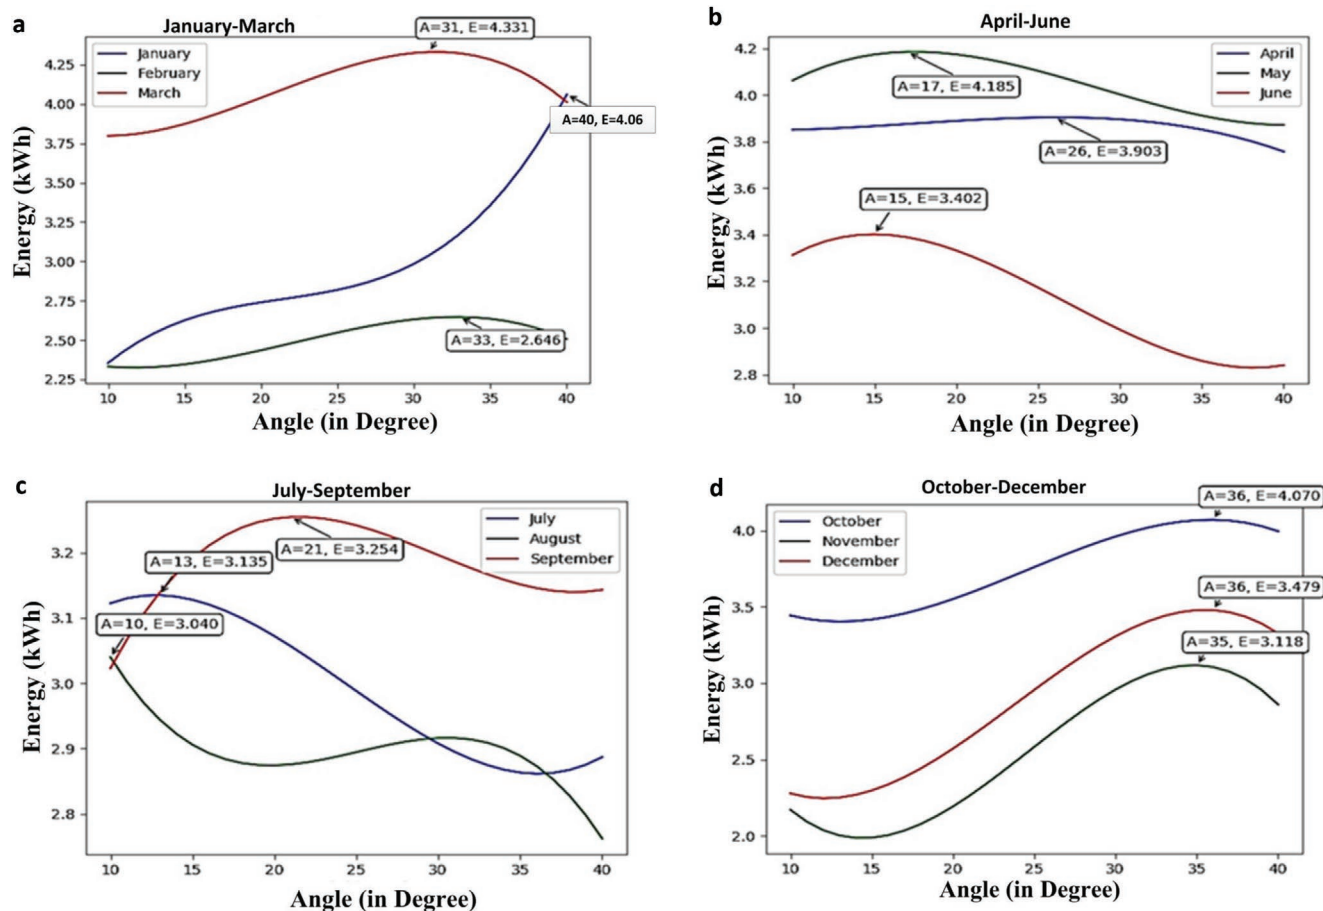 a
January-March
A=31, E=4.331
January
February
March
4.25
4.00
3.75
3.50
3.25
3.00
2.75
2.50
2.25
A=40, E=4.06
A=33, E=2.646
Energy (kWh)
10 15 20 25 30 35 40
Angle (in Degree)
b
April-June
4.2
4.0
3.8
3.6
3.4
3.2
3.0
2.8
April
May
June
A=17, E=4.185
A=26, E=3.903
A=15, E=3.402
Energy (kWh)
10 15 20 25 30 35 40
Angle (in Degree)
c
July-September
July
August
September
3.2
3.1
3.0
2.9
2.8
A=21, E=3.254
A=13, E=3.135
A=10, E=3.040
Energy (kWh)
10 15 20 25 30 35 40
Angle (in Degree)
d
October-December
A=36, E=4.070
October
November
December
4.0
3.5
3.0
2.5
2.0
A=36, E=3.479
A=35, E=3.118
Energy (kWh)
10 15 20 25 30 35 40
Angle (in Degree)